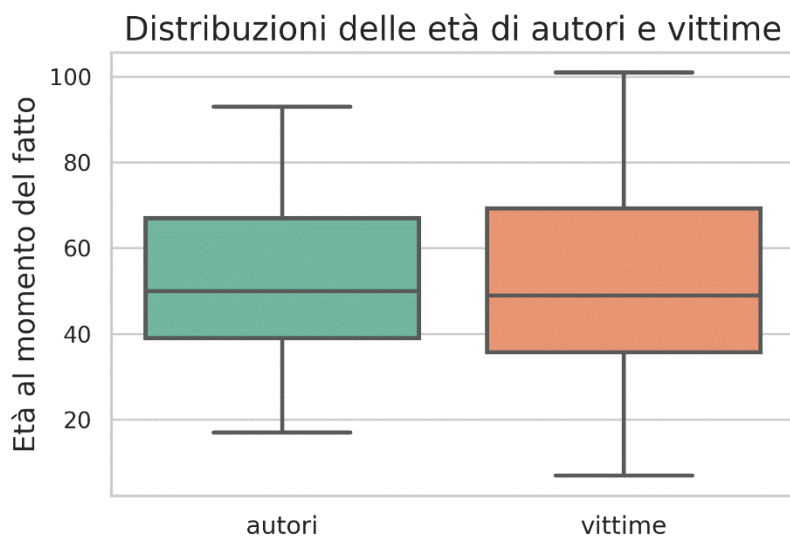 Distribuzioni delle età di autori e vittime
Età al momento del fatto
100
80
60
40
20
autori
vittime